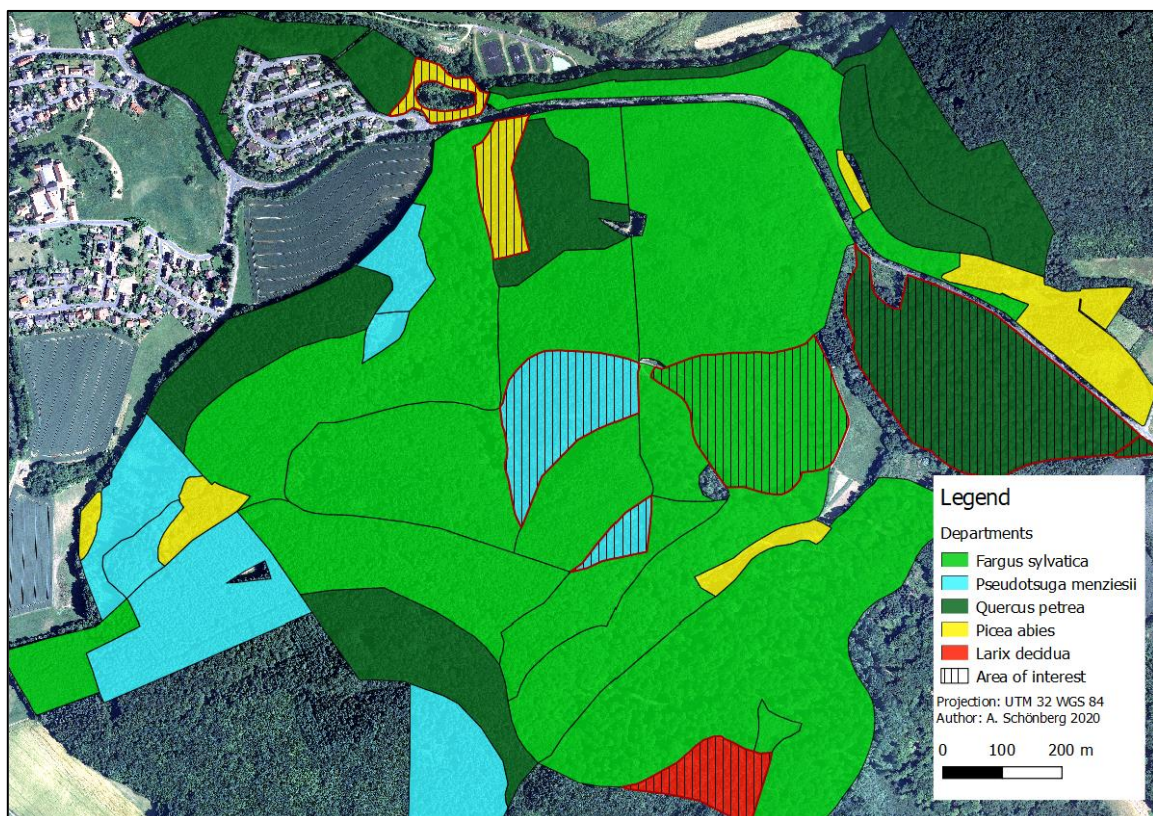 Legend
Departments
Fargus sylvatica
Pseudotsuga menziesii
Quercus petrea
Picea abies
Larix decidua
Area of interest
Projection: UTM 32 WGS 84
Author: A. Schönberg 2020
0 100 200 m